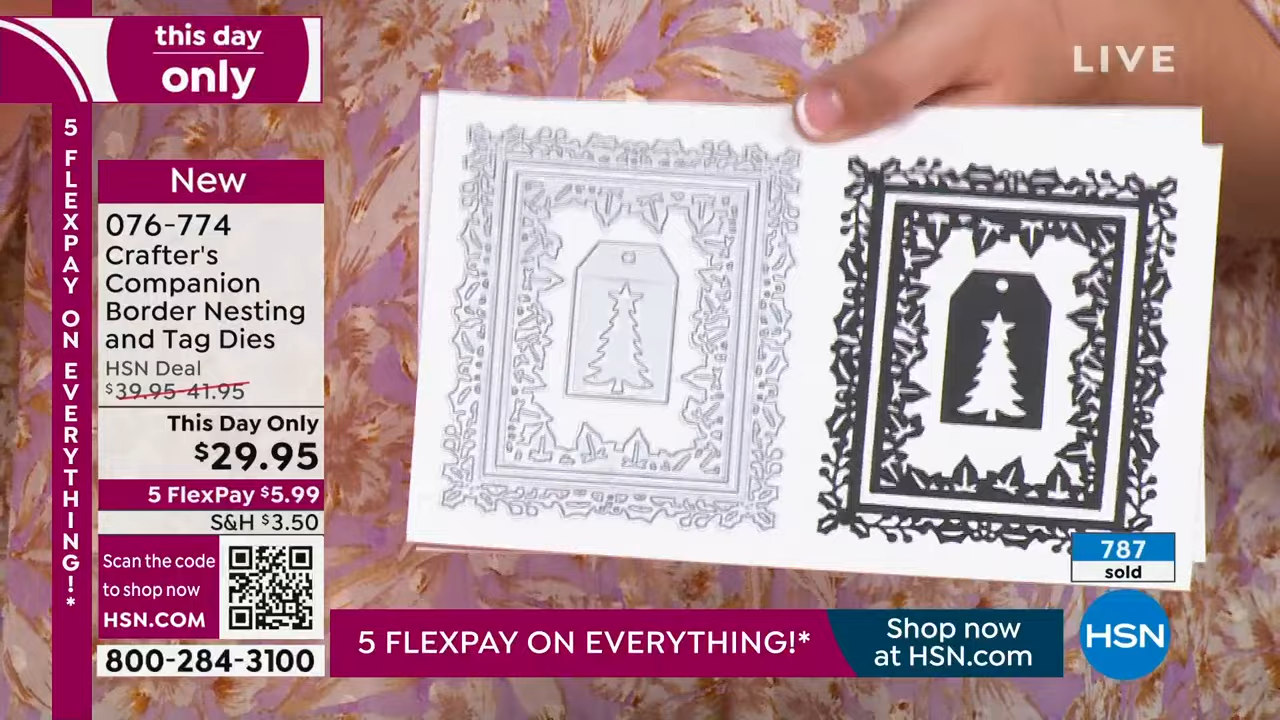 this day
only
LIVE
5 FLEXPAY ON EVERYTHING!*
New
076-774
Crafter's
Companion
Border Nesting
and Tag Dies
HSN Deal
$39.95-41.95
This Day Only
$29.95
5 FlexPay $5.99
S&H $3.50
Scan the code
to shop now
HSN.COM
800-284-3100
787
sold
5 FLEXPAY ON EVERYTHING!*
Shop now
at HSN.com
HSN